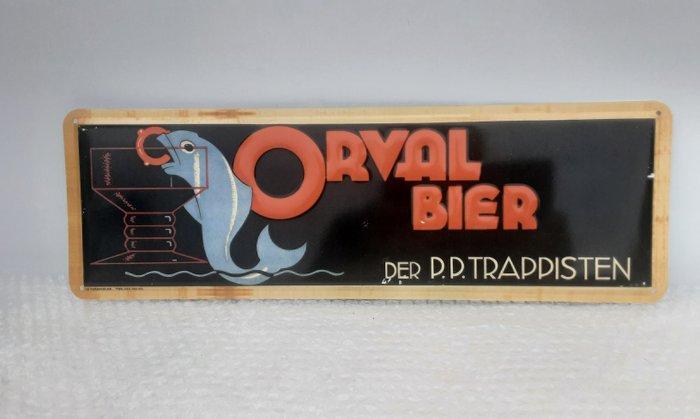 ORVAL
BIER
DER P.P. TRAPPISTEN